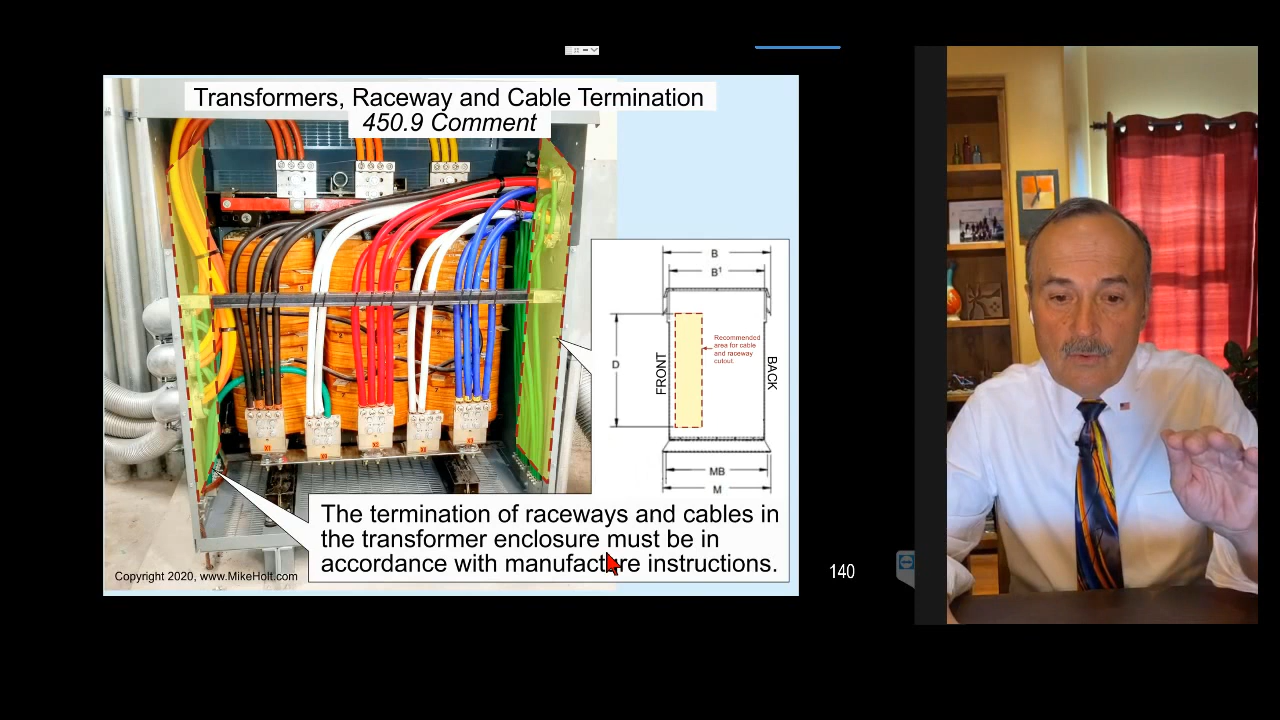 Transformers, Raceway and Cable Termination
450.9 Comment
B
B¹
Recommended
area for cable
and raceway
cutout.
D
FRONT
BACK
MB
M
The termination of raceways and cables in
the transformer enclosure must be in
accordance with manufacture instructions.
Copyright 2020, www.MikeHolt.com
140